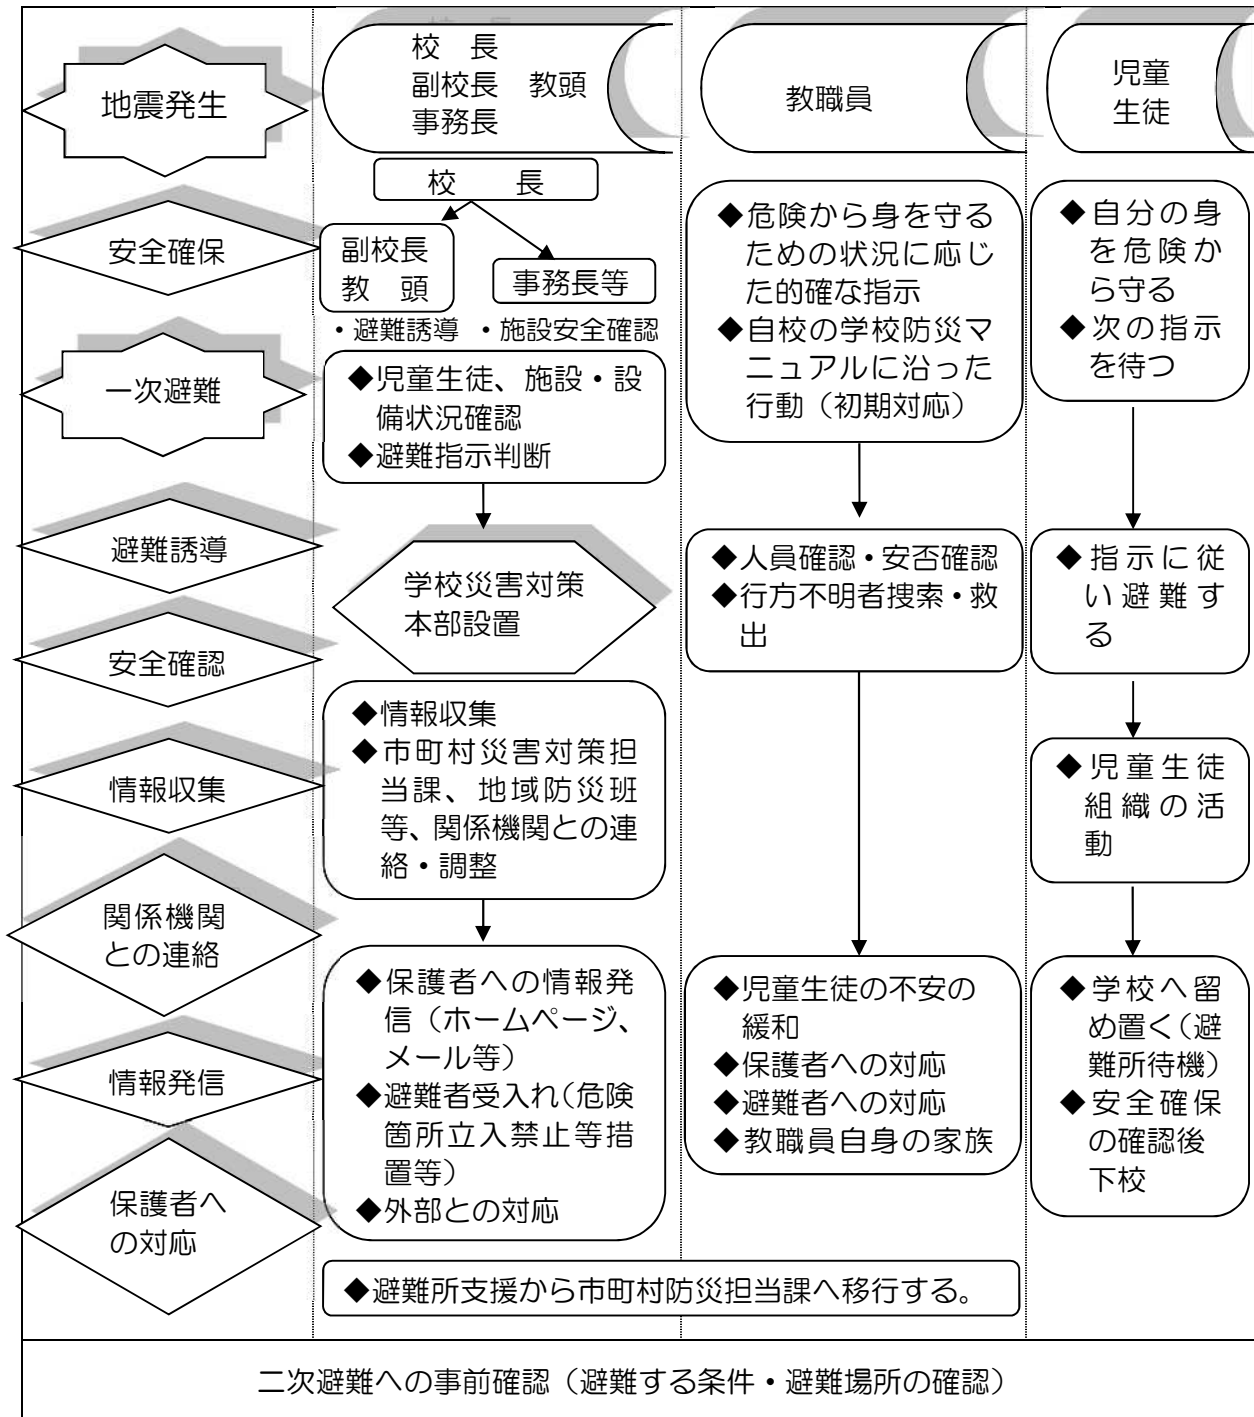 地震発生
安全確保
一次避難
避難誘導
安全確認
情報収集
関係機関
との連絡
情報発信
保護者へ
の対応
校　長
副校長　教頭
事務長
校　　長
副校長
教　頭
事務長等
・避難誘導　・施設安全確認
◆児童生徒、施設・設
備状況確認
◆避難指示判断
学校災害対策
本部設置
◆情報収集
◆市町村災害対策担
当課、地域防災班
等、関係機関との連
絡・調整
◆保護者への情報発
信（ホームページ、
メール等）
◆避難者受入れ（危険
箇所立入禁止等措
置等）
◆外部との対応
教職員
◆危険から身を守る
ための状況に応じ
た的確な指示
◆自校の学校防災マ
ニュアルに沿った
行動（初期対応）
◆人員確認・安否確認
◆行方不明者捜索・救
出
◆児童生徒の不安の
緩和
◆保護者への対応
◆避難者への対応
◆教職員自身の家族
児童
生徒
◆自分の身
を危険か
ら守る
◆次の指示
を待つ
◆指示に従
い避難す
る
◆児童生徒
組織の活
動
◆学校へ留
め置く（避
難所待機）
◆安全確保
の確認後
下校
◆避難所支援から市町村防災担当課へ移行する。
二次避難への事前確認（避難する条件・避難場所の確認）